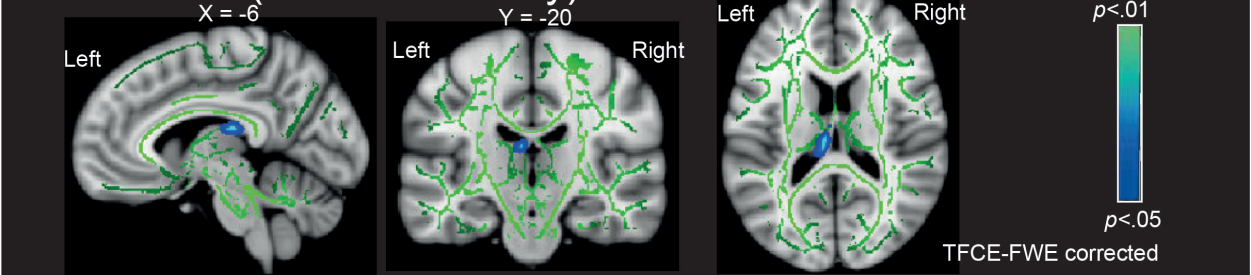 X = -6
Y = -20
Left
Left
Right
Left
Right
p<.01
p<.05
TFCE-FWE corrected